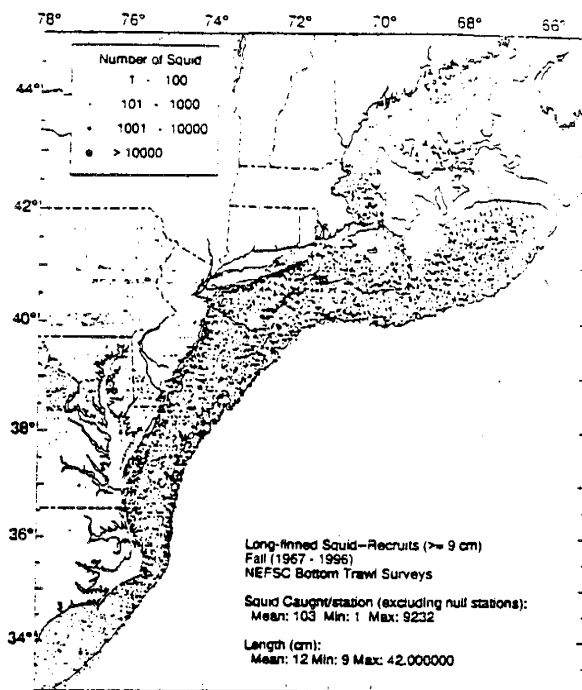 78° 76° 74° 72° 70° 68° 66°
Number of Squid
1 - 100
101 - 1000
1001 - 10000
> 10000
44°
42°
40°
38°
36°
34°
Long-finned Squid-Recruits (>= 9 cm)
Fall (1967 - 1996)
NEFSC Bottom Trawl Surveys
Squid Caught/station (excluding null stations):
Mean: 103 Min: 1 Max: 9232
Length (cm):
Mean: 12 Min: 9 Max: 42.000000